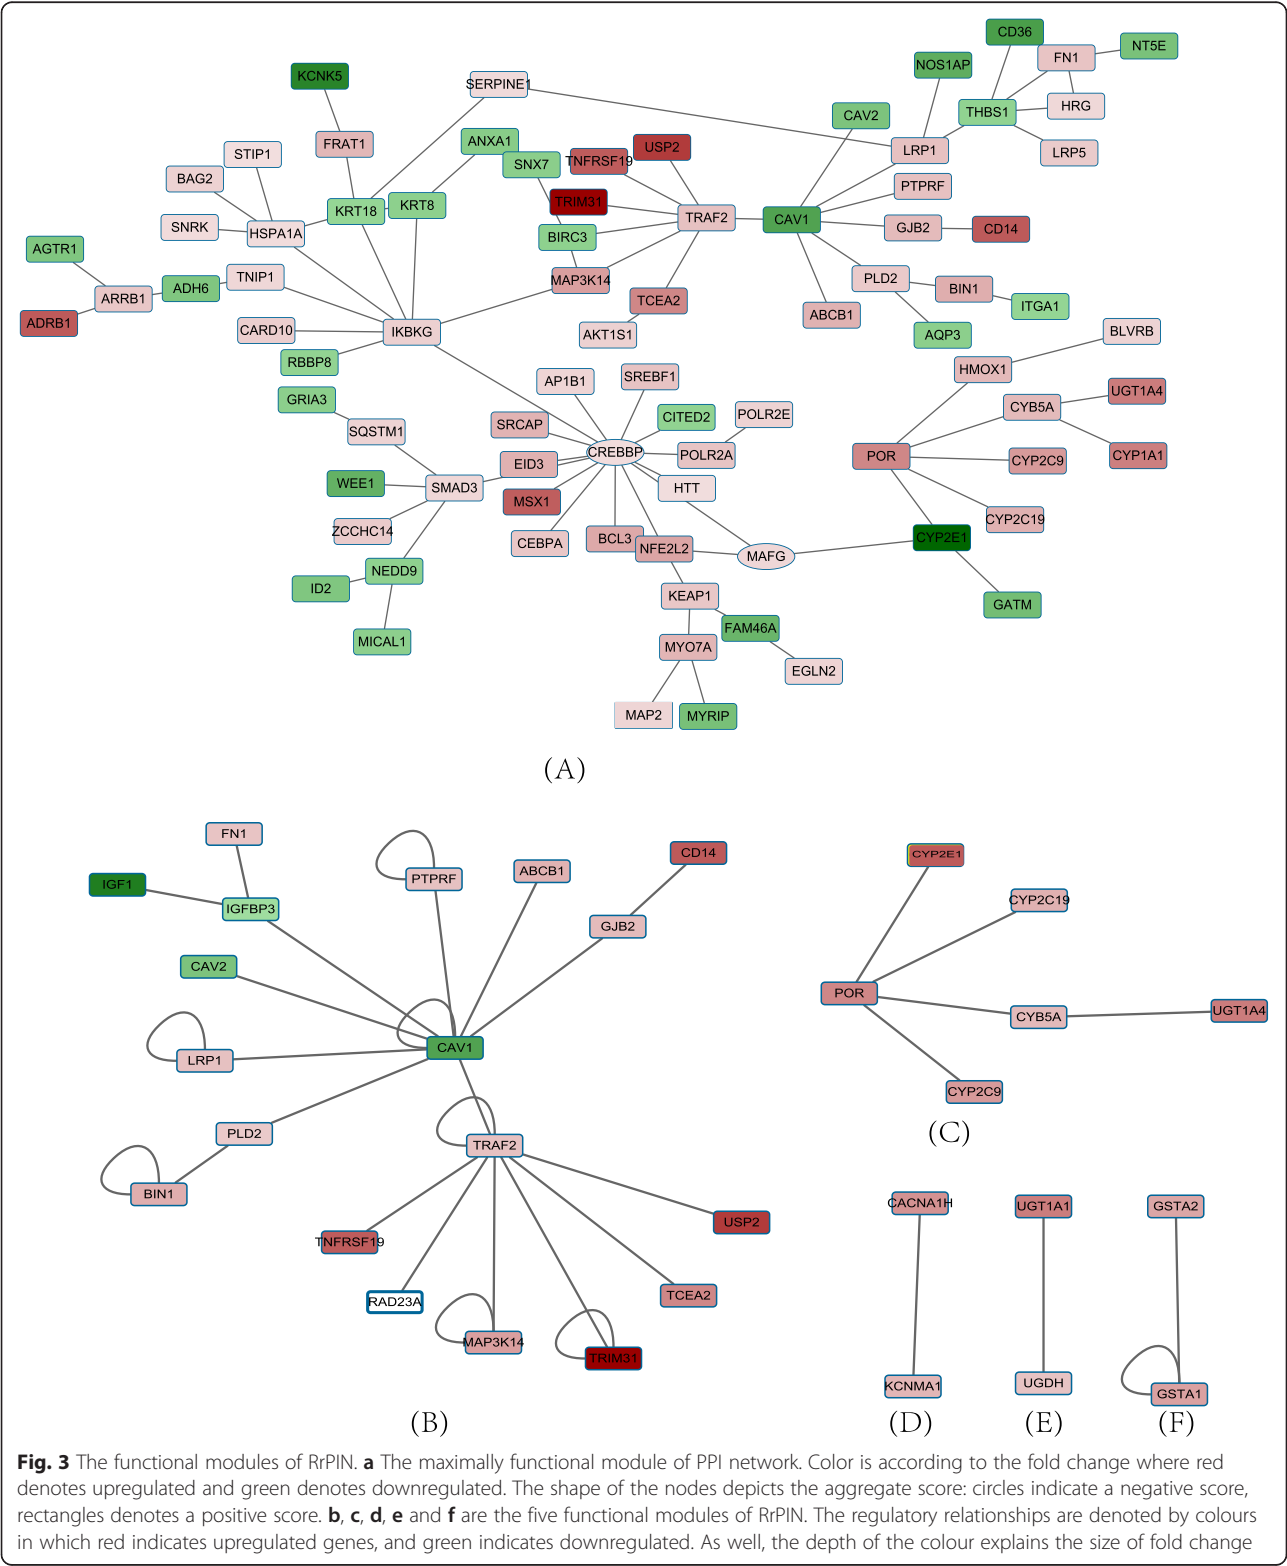 CD36
NT5E
FN1
NOS1AP
KCNK5
SERPINE1
HRG
THBS1
CAV2
ANXA1
USP2
FRAT1
STIP1
SNX7
TNFRSF19
LRP1
LRP5
BAG2
PTPRF
TRIM31
KRT18
KRT8
TRAF2
CAV1
SNRK
HSPA1A
BIRC3
GJB2
CD14
AGTR1
TNIP1
MAP3K14
PLD2
ADH6
BIN1
ARRB1
TCEA2
ITGA1
ABCB1
ADRB1
CARD10
IKBKG
AKT1S1
AQP3
BLVRB
RBBP8
HMOX1
AP1B1
SREBF1
UGT1A4
GRIA3
CYB5A
CITED2
POLR2E
SRCAP
SQSTM1
CREBBP
POLR2A
POR
CYP1A1
EID3
CYP2C9
WEE1
SMAD3
HTT
MSX1
CYP2C19
ZCCHC14
CEBPA
BCL3
NFE2L2
MAFG
CYP2E1
NEDD9
ID2
KEAP1
GATM
FAM46A
MICAL1
MYO7A
EGLN2
MAP2
MYRIP
(A)
FN1
IGF1
IGFBP3
PTPRF
ABCB1
CD14
GJB2
CAV2
LRP1
CAV1
PLD2
BIN1
TRAF2
TNFRSF19
USP2
RAD23A
TCEA2
MAP3K14
TRIM31
(B)
CYP2E1
CYP2C19
POR
CYB5A
UGT1A4
CYP2C9
(C)
CACNA1H
KCNMA1
(D)
UGT1A1
UGDH
(E)
GSTA2
GSTA1
(F)
Fig. 3 The functional modules of RrPIN. a The maximally functional module of PPI network. Color is according to the fold change where red
denotes upregulated and green denotes downregulated. The shape of the nodes depicts the aggregate score: circles indicate a negative score,
rectangles denotes a positive score. b, c, d, e and f are the five functional modules of RrPIN. The regulatory relationships are denoted by colours
in which red indicates upregulated genes, and green indicates downregulated. As well, the depth of the colour explains the size of fold change